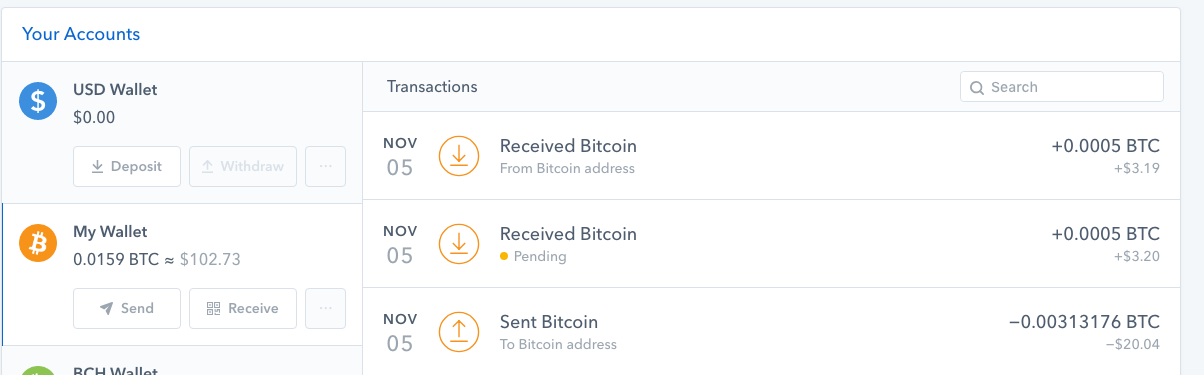 Your Accounts
USD Wallet
$0.00
Deposit
Withdraw
...
My Wallet
0.0159 BTC ≈ $102.73
Send
Receive
...
BCH Wallet
Transactions
Search
NOV
05
Received Bitcoin
From Bitcoin address
+0.0005 BTC
+$3.19
NOV
05
Received Bitcoin
Pending
+0.0005 BTC
+$3.20
NOV
05
Sent Bitcoin
To Bitcoin address
−0.00313176 BTC
−$20.04